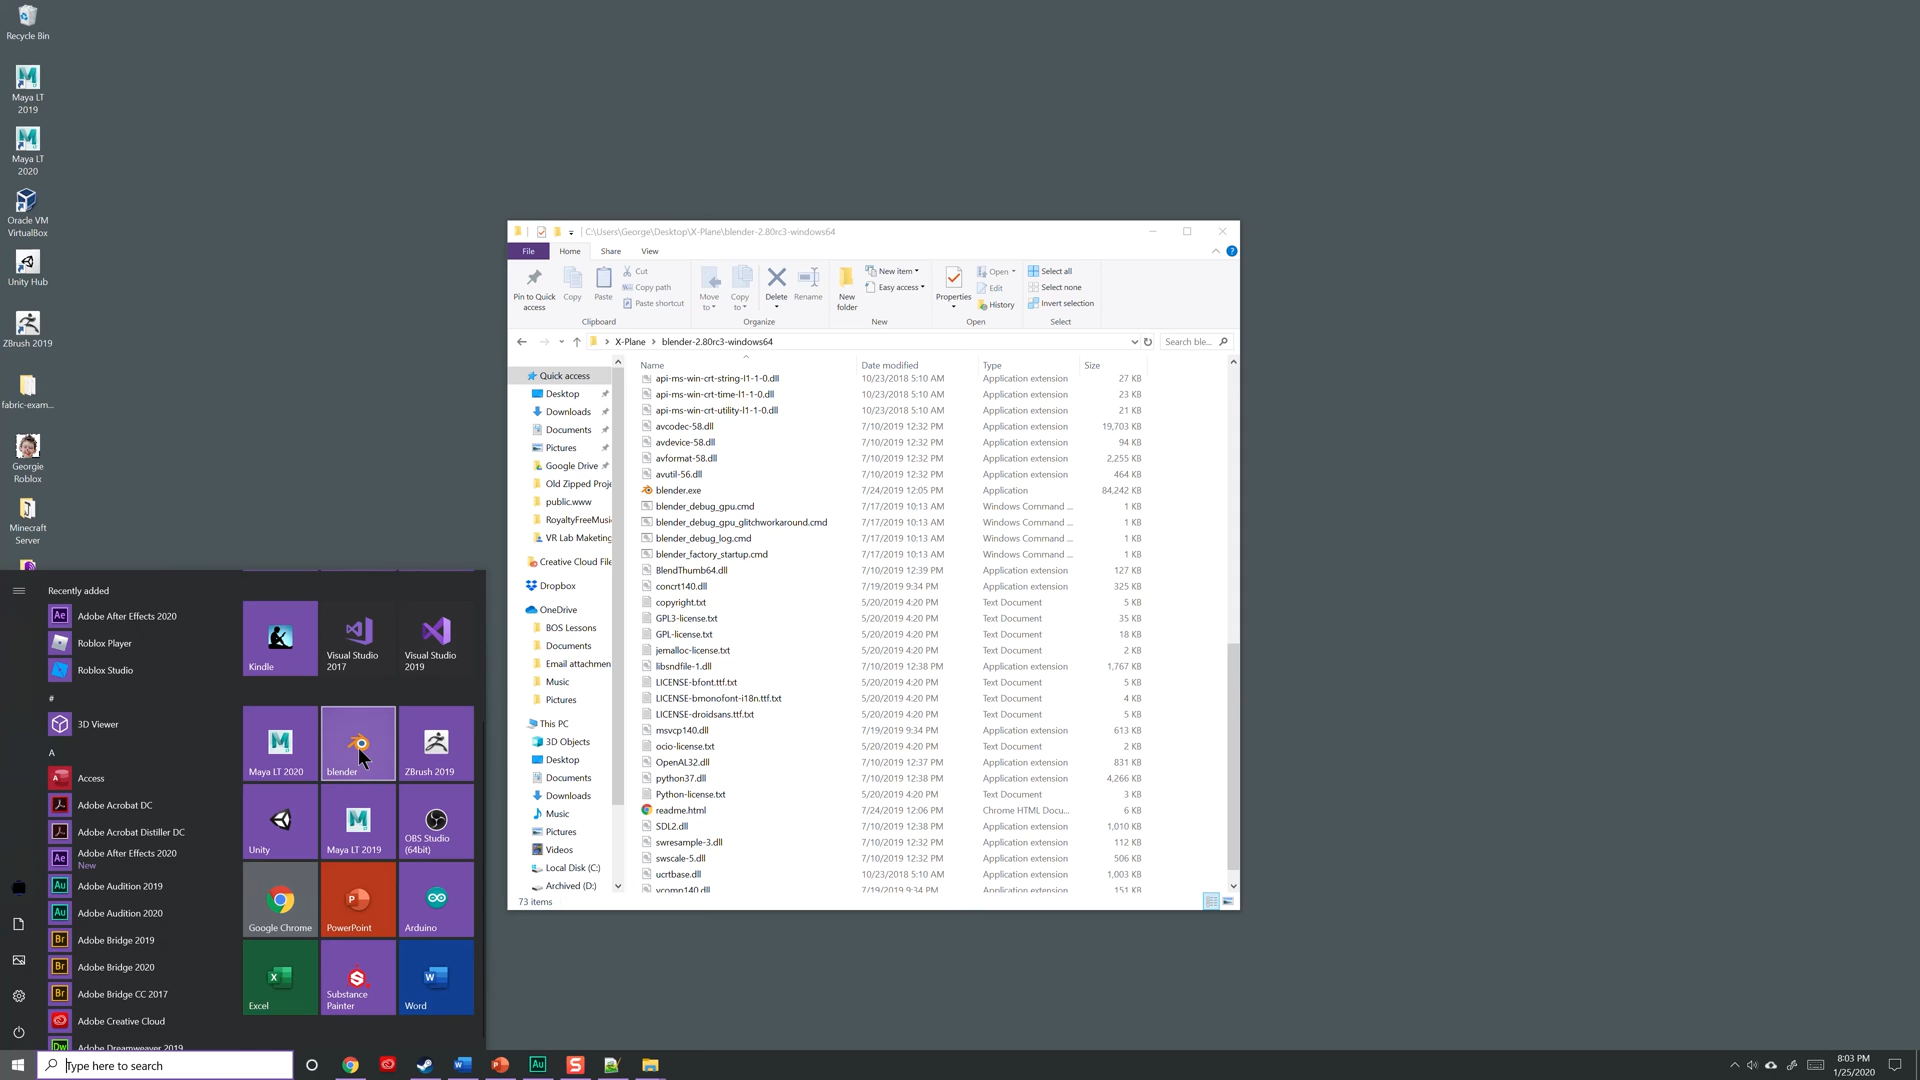 Recycle Bin
Maya LT
2019
Maya LT
2020
Oracle VM
VirtualBox
Unity Hub
ZBrush 2019
fabric-exam...
Georgie
Roblox
Minecraft
Server
C:\Users\George\Desktop\X-Plane\blender-2.80rc3-windows64
File
Home
Share
View
Pin to Quick
access
Copy
Paste
Cut
Copy path
Paste shortcut
Clipboard
Move
to
Copy
to
Delete
Rename
Organize
New
folder
New item
Easy access
New
Properties
Open
Edit
History
Open
Select all
Select none
Invert selection
Select
X-Plane
blender-2.80rc3-windows64
Search ble...
Quick access
Desktop
Downloads
Documents
Pictures
Google Drive
Old Zipped Proje
public.www
RoyaltyFreeMusi
VR Lab Maketing
Creative Cloud File
Dropbox
OneDrive
BOS Lessons
Documents
Email attachmen
Music
Pictures
This PC
3D Objects
Desktop
Documents
Downloads
Music
Pictures
Videos
Local Disk (C:)
Archived (D:)
Name Date modified Type Size
api-ms-win-crt-string-l1-1-0.dll 10/23/2018 5:10 AM Application extension 27 KB
api-ms-win-crt-time-l1-1-0.dll 10/23/2018 5:10 AM Application extension 23 KB
api-ms-win-crt-utility-l1-1-0.dll 10/23/2018 5:10 AM Application extension 21 KB
avcodec-58.dll 7/10/2019 12:32 PM Application extension 19,703 KB
avdevice-58.dll 7/10/2019 12:32 PM Application extension 94 KB
avformat-58.dll 7/10/2019 12:32 PM Application extension 2,255 KB
avutil-56.dll 7/10/2019 12:32 PM Application extension 464 KB
blender.exe 7/24/2019 12:05 PM Application 84,242 KB
blender_debug_gpu.cmd 7/17/2019 10:13 AM Windows Command ... 1 KB
blender_debug_gpu_glitchworkaround.cmd 7/17/2019 10:13 AM Windows Command ... 1 KB
blender_debug_log.cmd 7/17/2019 10:13 AM Windows Command ... 1 KB
blender_factory_startup.cmd 7/17/2019 10:13 AM Windows Command ... 1 KB
BlendThumb64.dll 7/10/2019 12:39 PM Application extension 127 KB
concrt140.dll 7/19/2019 9:34 PM Application extension 325 KB
copyright.txt 5/20/2019 4:20 PM Text Document 5 KB
GPL3-license.txt 5/20/2019 4:20 PM Text Document 35 KB
GPL-license.txt 5/20/2019 4:20 PM Text Document 18 KB
jemalloc-license.txt 5/20/2019 4:20 PM Text Document 2 KB
libsndfile-1.dll 7/10/2019 12:38 PM Application extension 1,767 KB
LICENSE-bfont.ttf.txt 5/20/2019 4:20 PM Text Document 5 KB
LICENSE-bmonofont-i18n.ttf.txt 5/20/2019 4:20 PM Text Document 4 KB
LICENSE-droidsans.ttf.txt 5/20/2019 4:20 PM Text Document 5 KB
msvcp140.dll 7/19/2019 9:34 PM Application extension 613 KB
ocio-license.txt 5/20/2019 4:20 PM Text Document 2 KB
OpenAL32.dll 7/10/2019 12:37 PM Application extension 831 KB
python37.dll 7/10/2019 12:38 PM Application extension 4,266 KB
Python-license.txt 5/20/2019 4:20 PM Text Document 3 KB
readme.html 7/24/2019 12:06 PM Chrome HTML Docu... 6 KB
SDL2.dll 7/10/2019 12:38 PM Application extension 1,010 KB
swresample-3.dll 7/10/2019 12:32 PM Application extension 112 KB
swscale-5.dll 7/10/2019 12:32 PM Application extension 506 KB
ucrtbase.dll 10/23/2018 5:10 AM Application extension 1,003 KB
vcomp140.dll 7/19/2019 9:34 PM Application extension 151 KB
73 items
Recently added
Adobe After Effects 2020
Roblox Player
Roblox Studio
#
3D Viewer
A
Access
Adobe Acrobat DC
Adobe Acrobat Distiller DC
Adobe After Effects 2020
New
Adobe Audition 2019
Adobe Audition 2020
Adobe Bridge 2019
Adobe Bridge 2020
Adobe Bridge CC 2017
Adobe Creative Cloud
Adobe Dreamweaver 2019
Kindle
Visual Studio
2017
Visual Studio
2019
Maya LT 2020
blender
ZBrush 2019
Unity
Maya LT 2019
OBS Studio
(64bit)
Google Chrome
PowerPoint
Arduino
Excel
Substance
Painter
Word
Type here to search
8:03 PM
1/25/2020